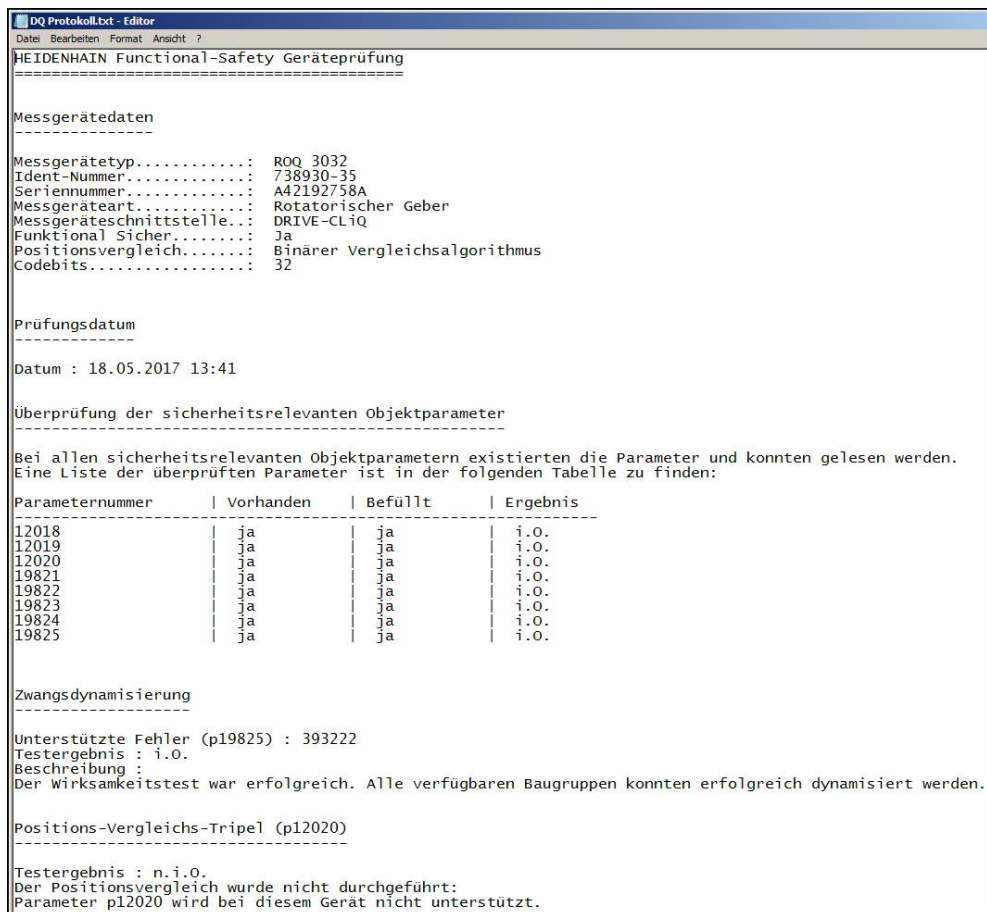 DQ Protokoll.txt - Editor
Datei Bearbeiten Format Ansicht ?
HEIDENHAIN Functional-Safety Geräteprüfung
==========================================
Messgerätedaten
---------------
Messgerätetyp............: ROQ 3032
Ident-Nummer.............: 738930-35
Seriennummer.............: A42192758A
Messgeräteart............: Rotatorischer Geber
Messgeräteschnittstelle..: DRIVE-CLiQ
Funktional Sicher........: Ja
Positionsvergleich.......: Binärer Vergleichsalgorithmus
Codebits.................: 32
Prüfungsdatum
-------------
Datum : 18.05.2017 13:41
Überprüfung der sicherheitsrelevanten Objektparameter
-----------------------------------------------------
Bei allen sicherheitsrelevanten Objektparametern existierten die Parameter und konnten gelesen werden.
Eine Liste der überprüften Parameter ist in der folgenden Tabelle zu finden:
Parameternummer | Vorhanden | Befüllt | Ergebnis
---------------------------------------------------------------
12018 | ja | ja | i.O.
12019 | ja | ja | i.O.
12020 | ja | ja | i.O.
19821 | ja | ja | i.O.
19822 | ja | ja | i.O.
19823 | ja | ja | i.O.
19824 | ja | ja | i.O.
19825 | ja | ja | i.O.
Zwangsdynamisierung
-------------------
Unterstützte Fehler (p19825) : 393222
Testergebnis : i.O.
Beschreibung :
Der Wirksamkeitstest war erfolgreich. Alle verfügbaren Baugruppen konnten erfolgreich dynamisiert werden.
Positions-Vergleichs-Tripel (p12020)
------------------------------------
Testergebnis : n.i.O.
Der Positionsvergleich wurde nicht durchgeführt:
Parameter p12020 wird bei diesem Gerät nicht unterstützt.